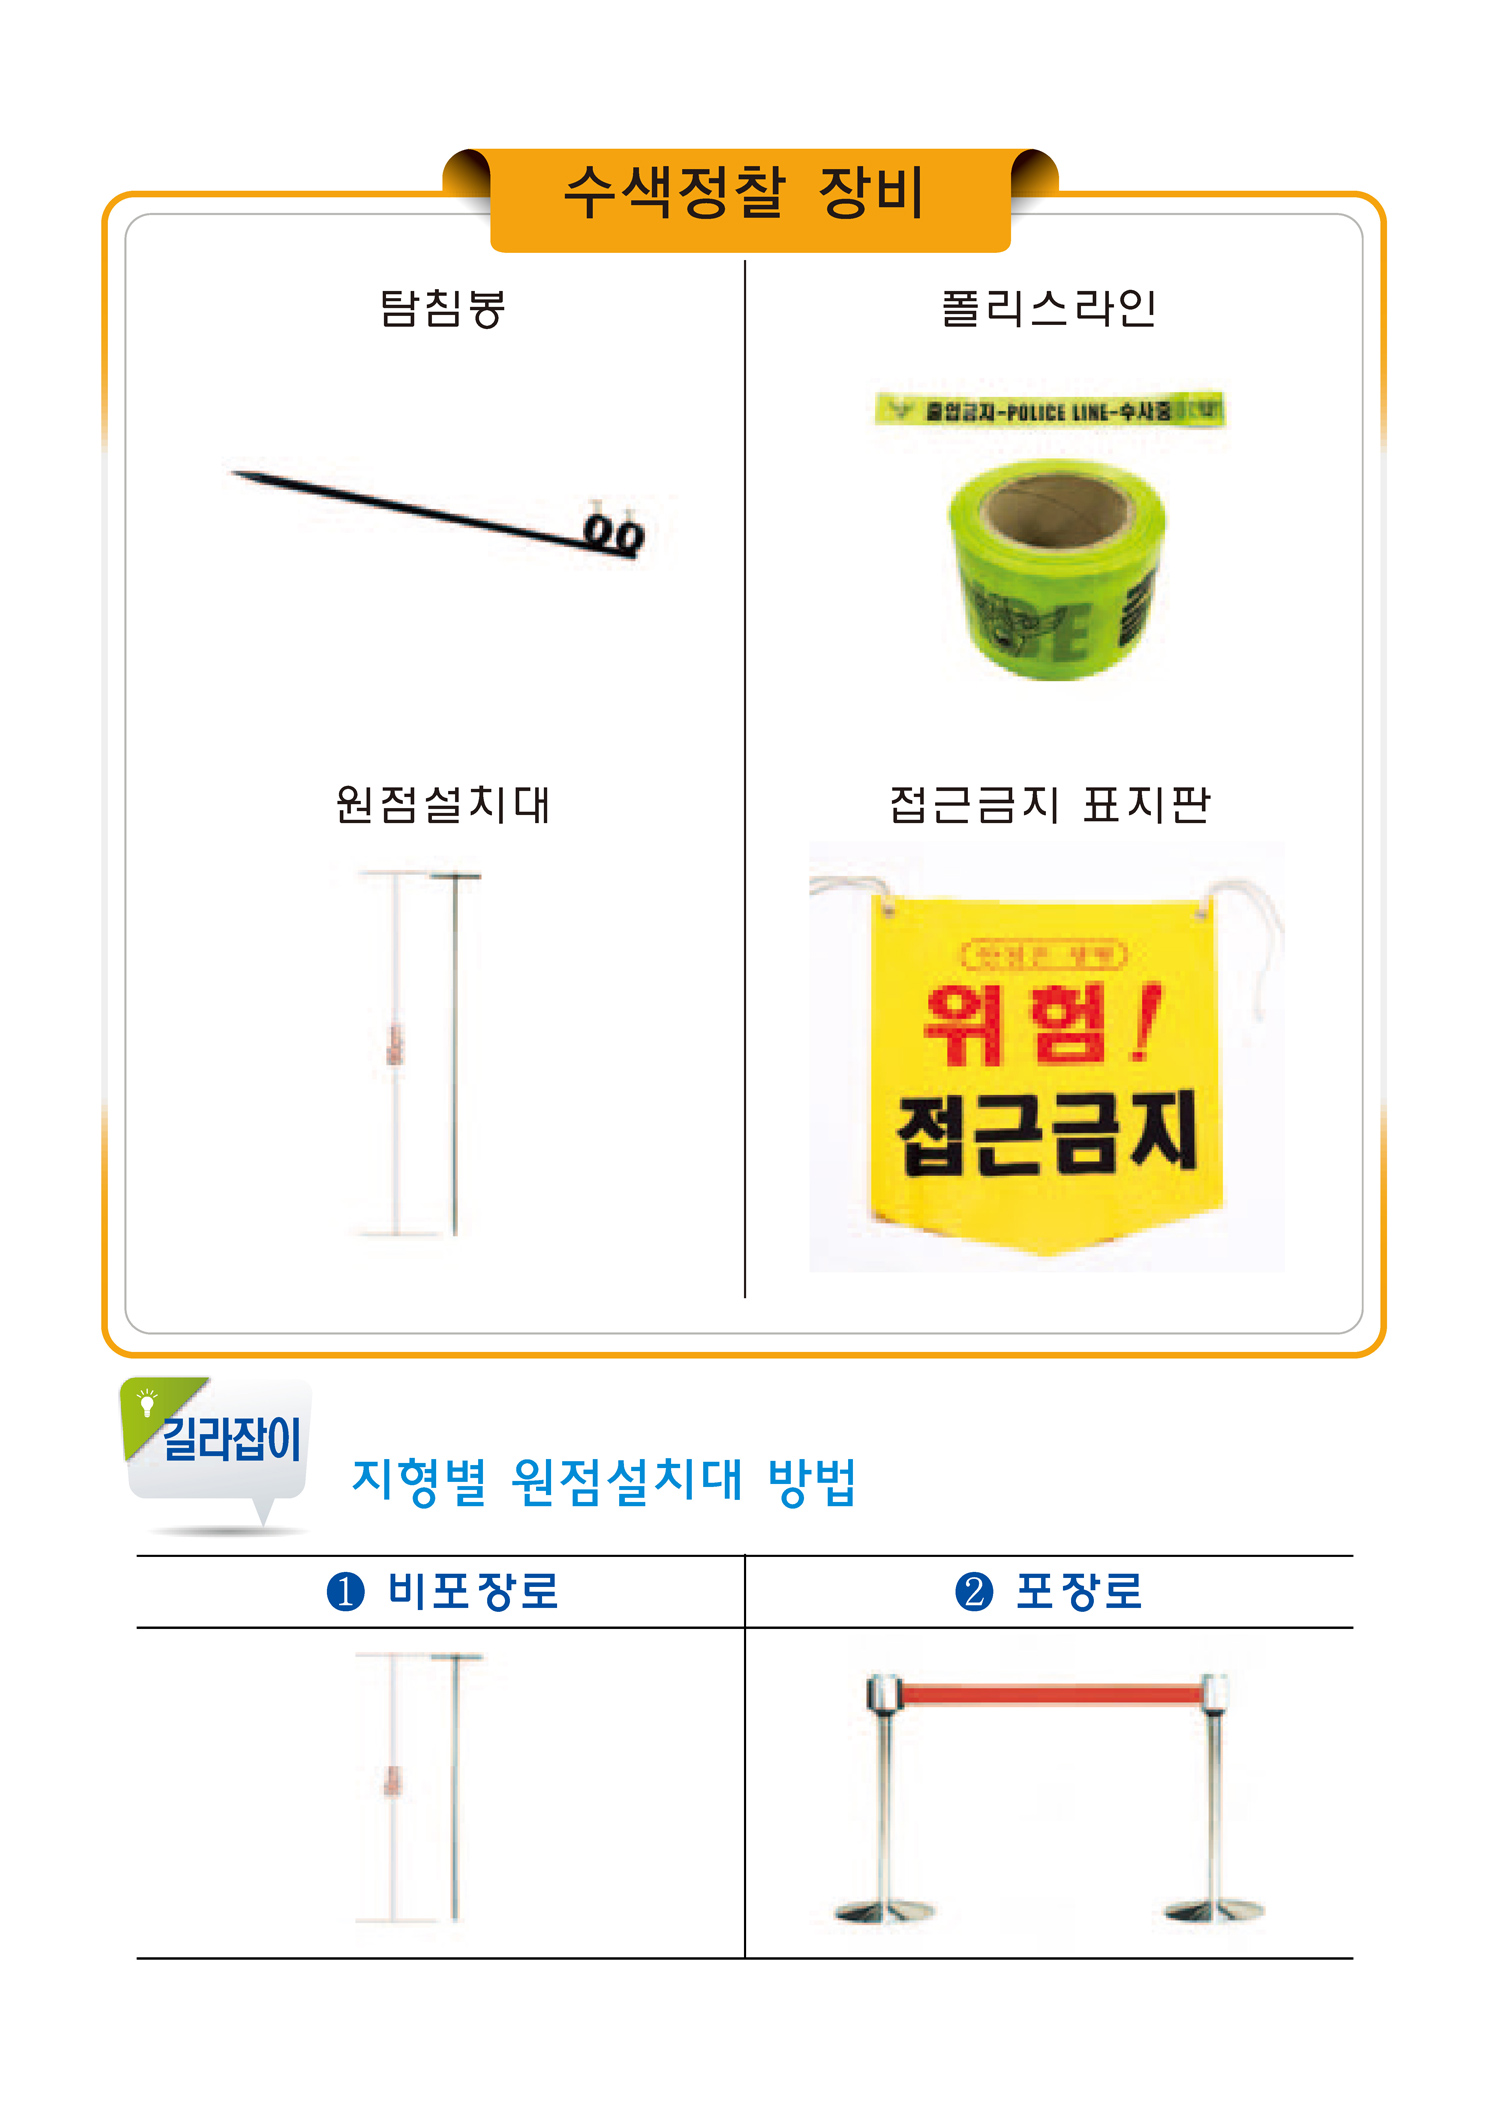 수색정찰 장비
탐침봉
폴리스라인
출입금지-POLICE LINE-수사중
원점설치대
접근금지 표지판
위험!
접근금지
길라잡이
지형별 원점설치대 방법
❶ 비포장로
❷ 포장로